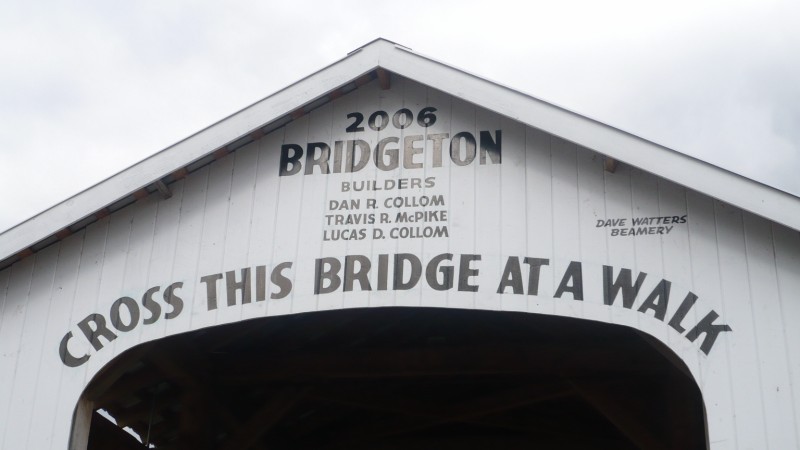 2006
BRIDGETON
BUILDERS
DAN R. COLLOM
TRAVIS R. McPIKE
LUCAS D. COLLOM
DAVE WATTERS
BEAMERY
CROSS THIS BRIDGE AT A WALK